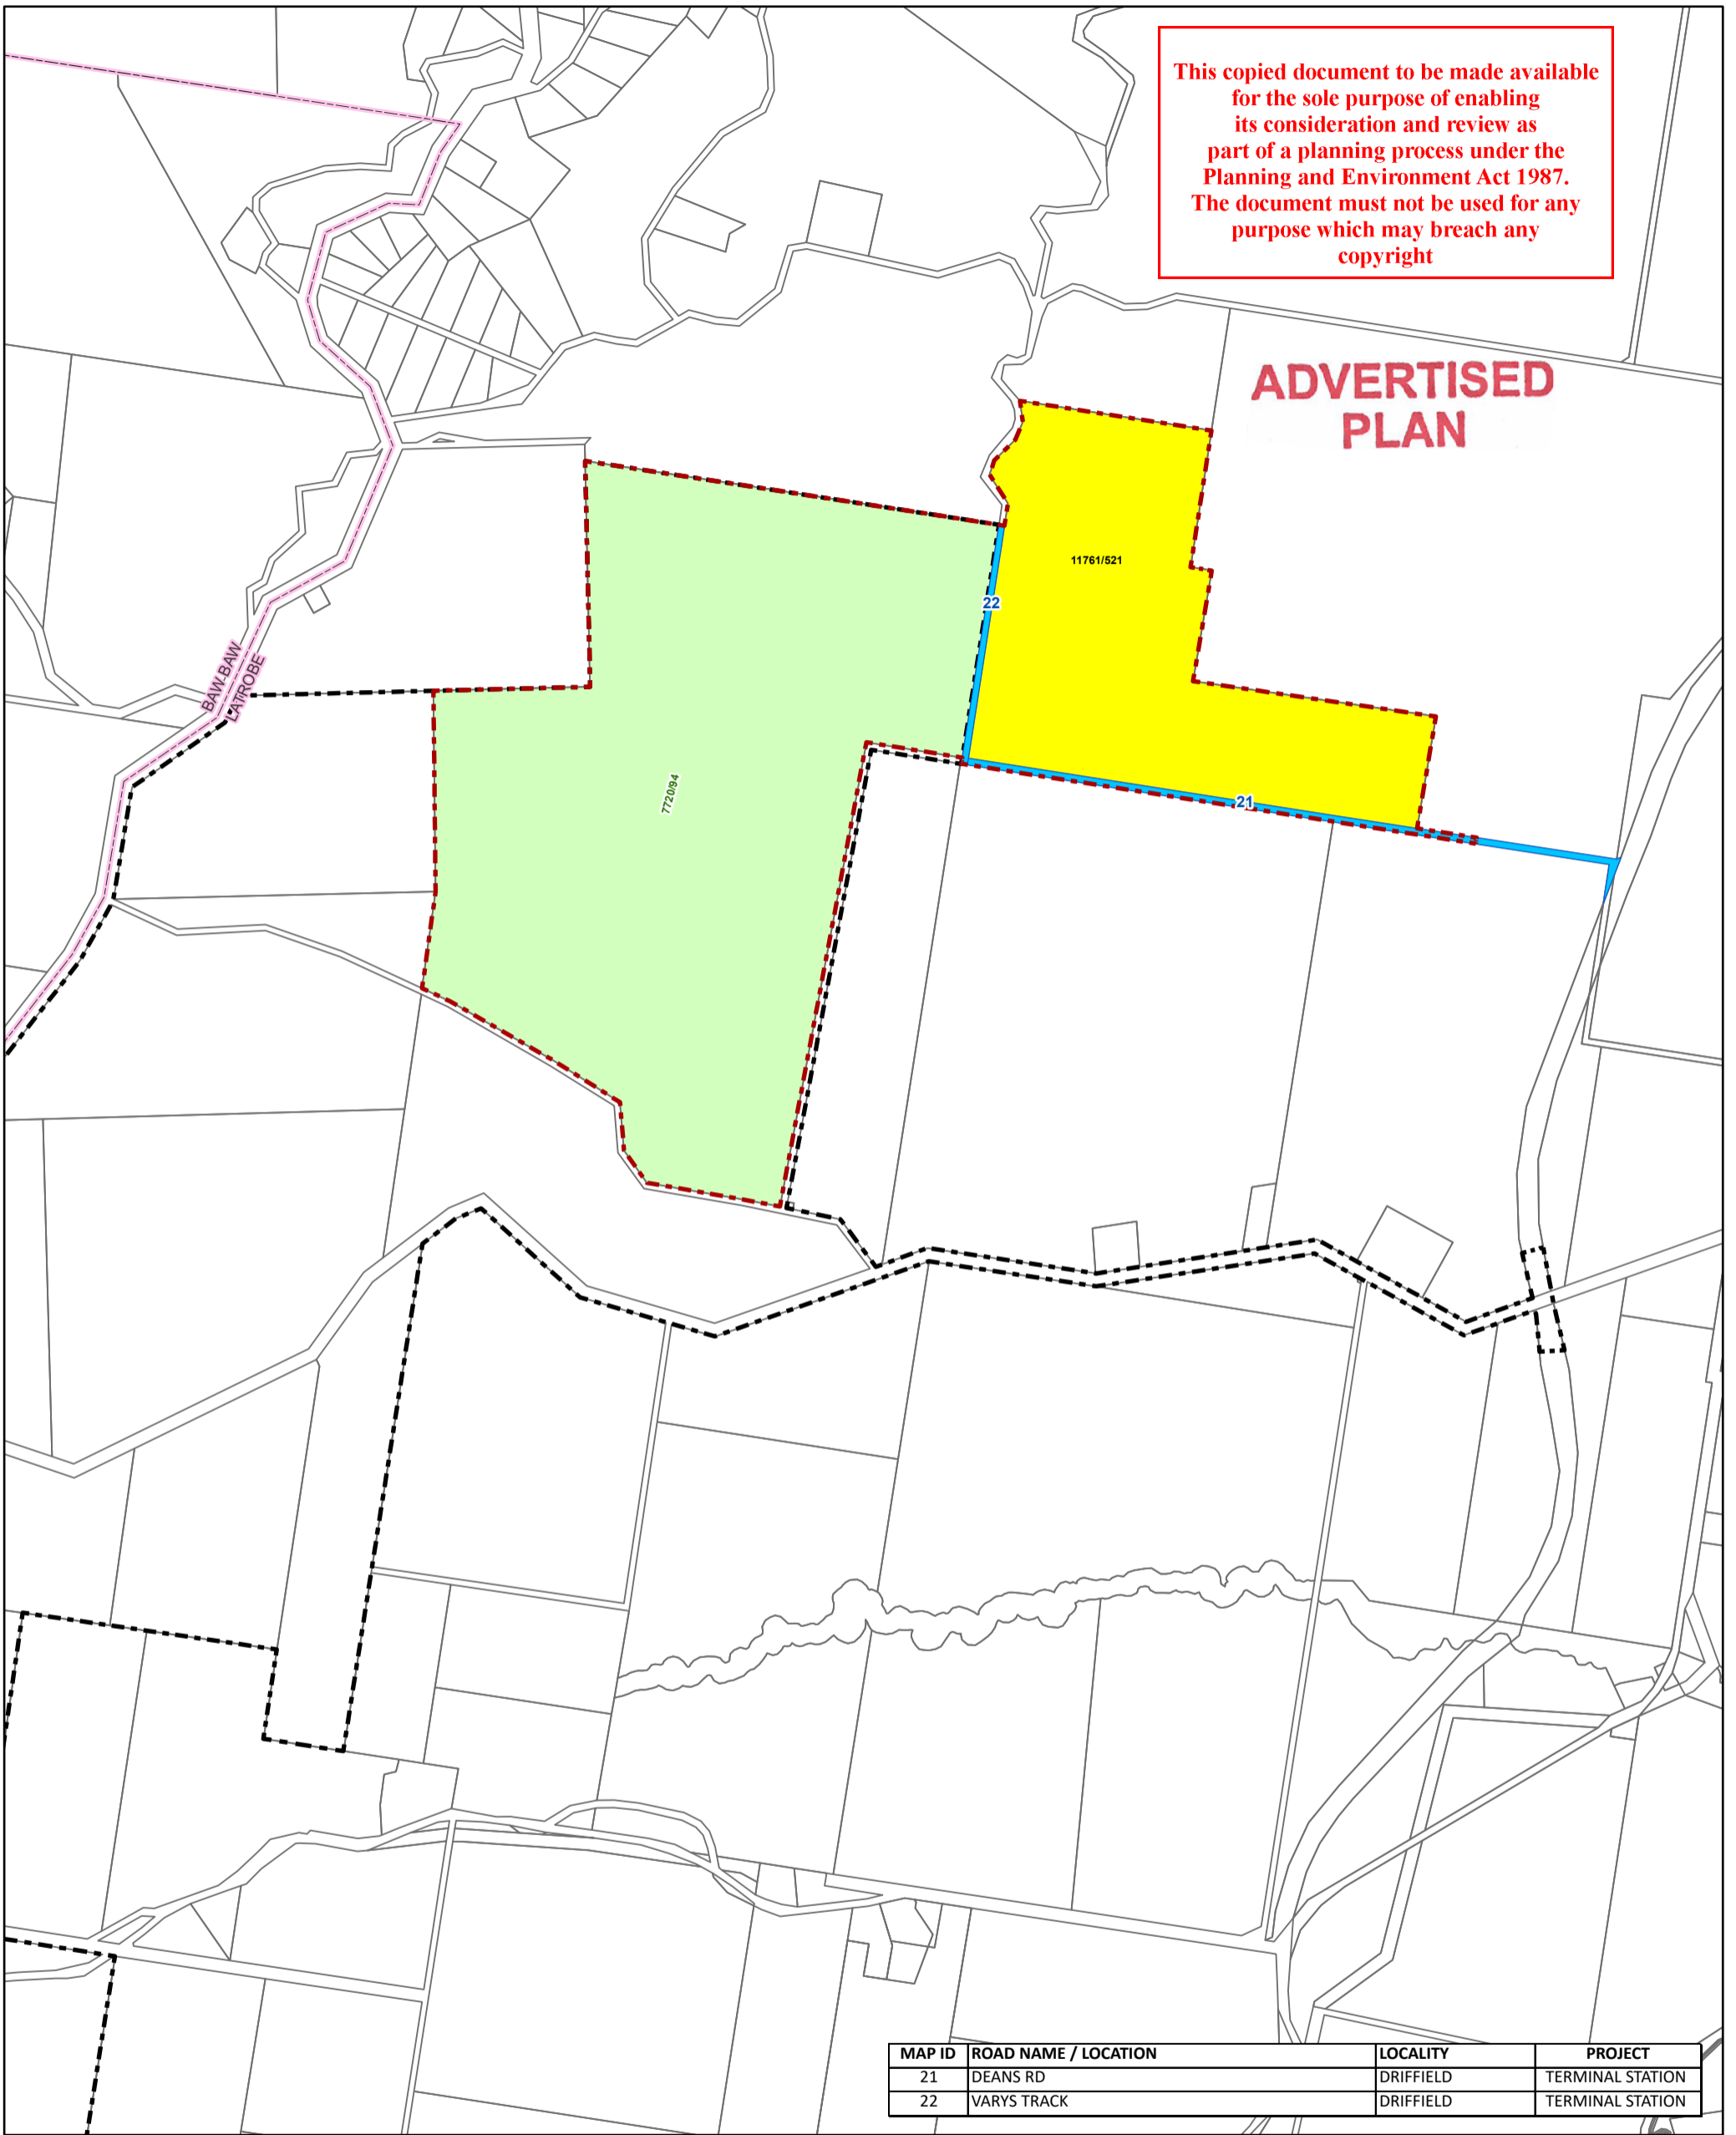 This copied document to be made available
for the sole purpose of enabling
its consideration and review as
part of a planning process under the
Planning and Environment Act 1987.
The document must not be used for any
purpose which may breach any
copyright
ADVERTISED
PLAN
11761/521
22
BAW BAW
LATROBE
7720/94
21
MAP ID ROAD NAME / LOCATION LOCALITY PROJECT
21 DEANS RD DRIFFIELD TERMINAL STATION
22 VARYS TRACK DRIFFIELD TERMINAL STATION